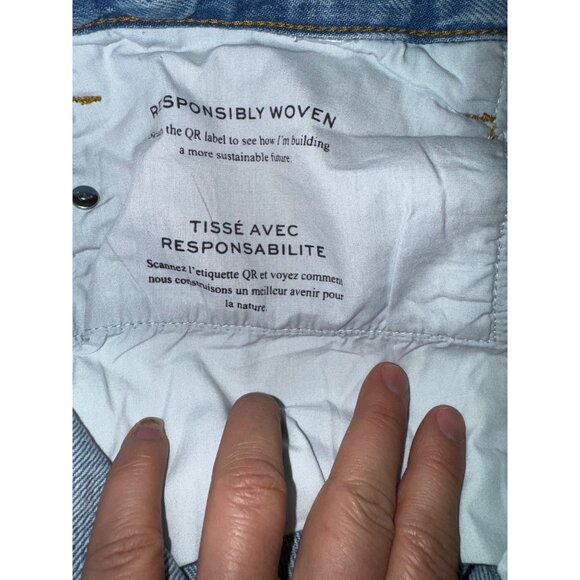 RESPONSIBLY WOVEN
Scan the QR label to see how I'm building
a more sustainable future.
TISSÉ AVEC
RESPONSABILITE
Scannez l'etiquette QR et voyez comment
nous construisons un meilleur avenir pour
la nature.